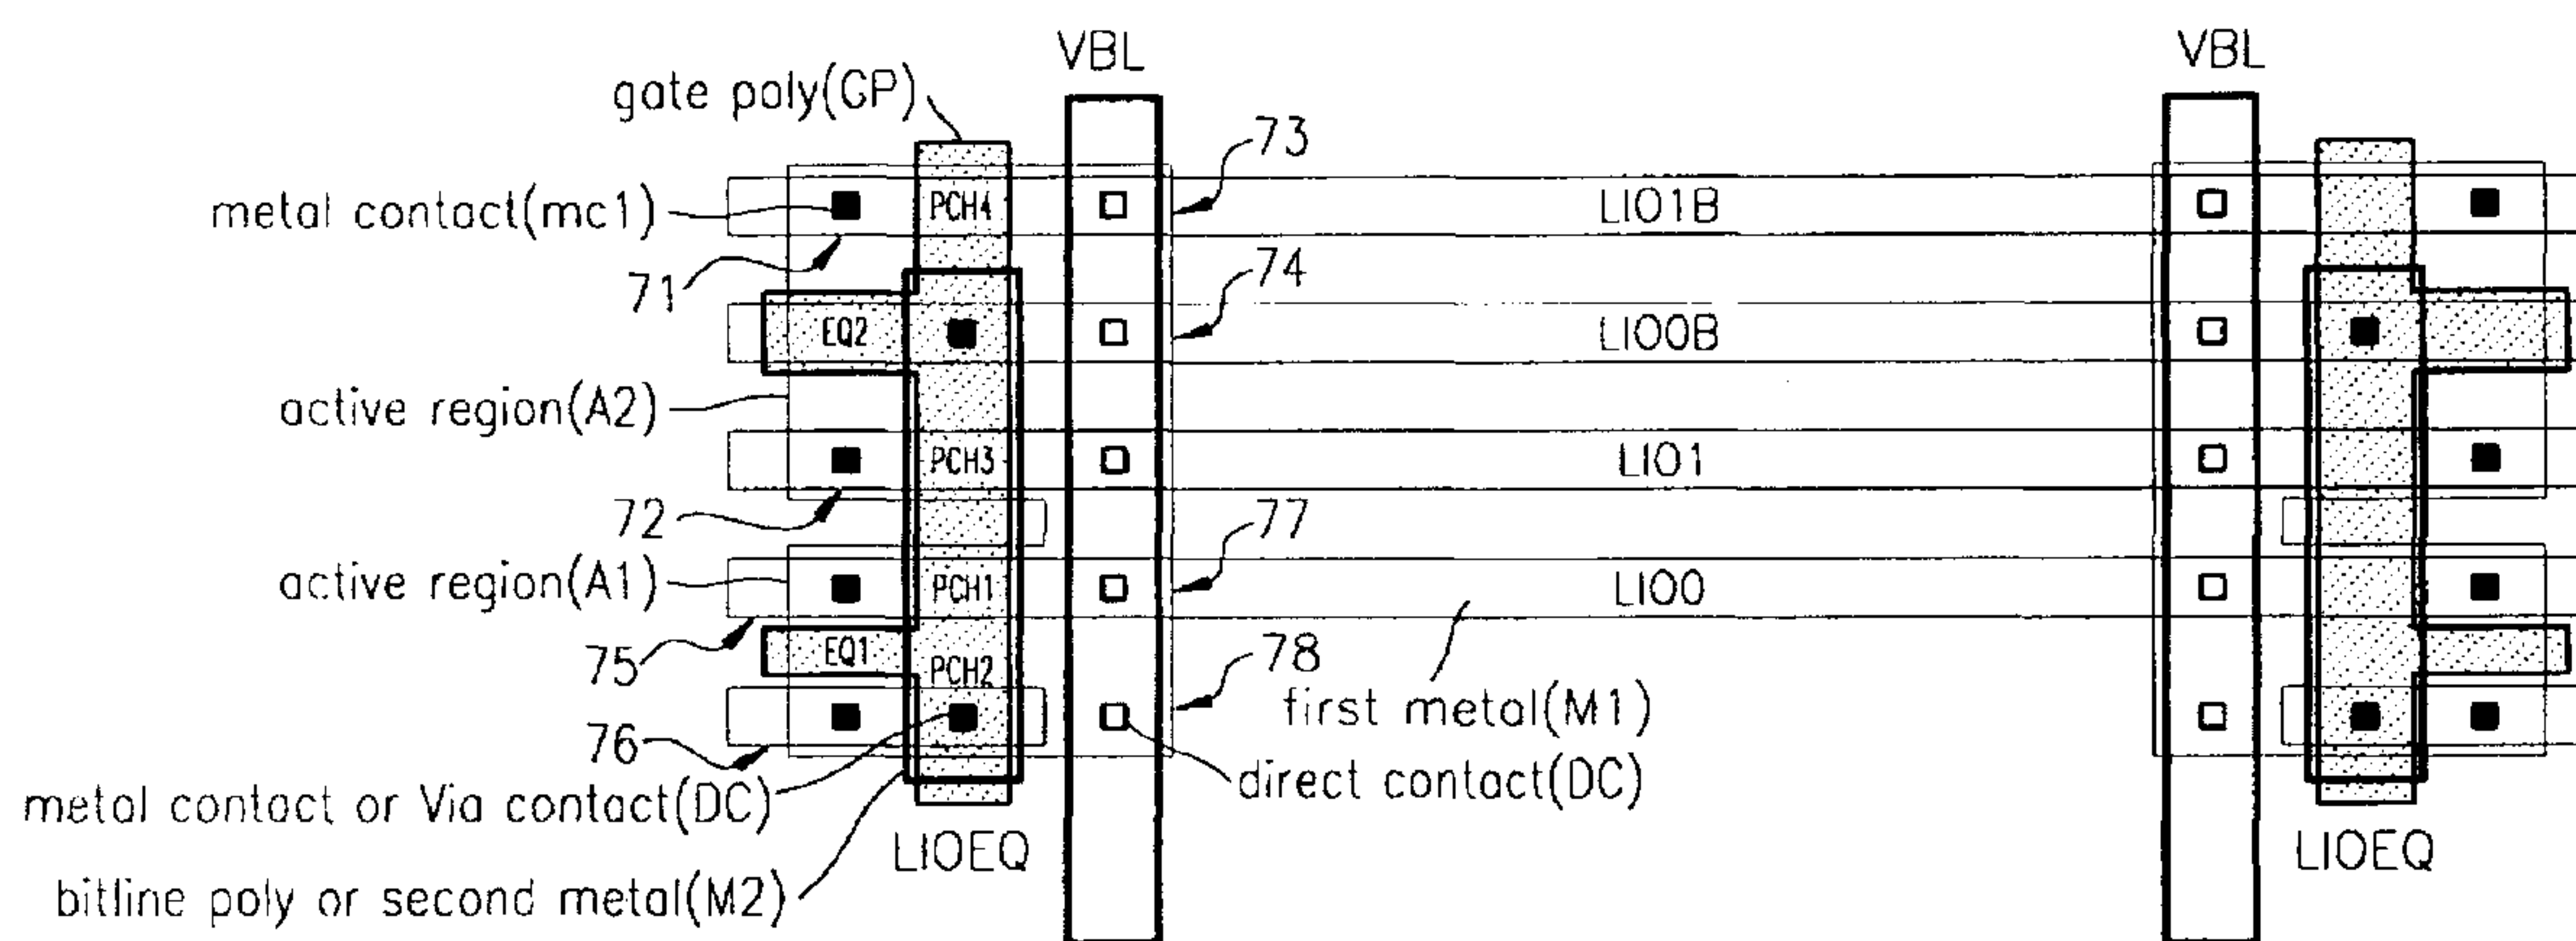 VBL
VBL
gate poly(GP)
73
metal contact(mc1)
PCH4
LIO1B
71
74
EQ2
LIO0B
active region(A2)
PCH3
LIO1
72
77
active region(A1)
PCH1
LIO0
75
EQ1
PCH2
78
first metal(M1)
76
direct contact(DC)
metal contact or Via contact(DC)
LIOEQ
LIOEQ
bitline poly or second metal(M2)